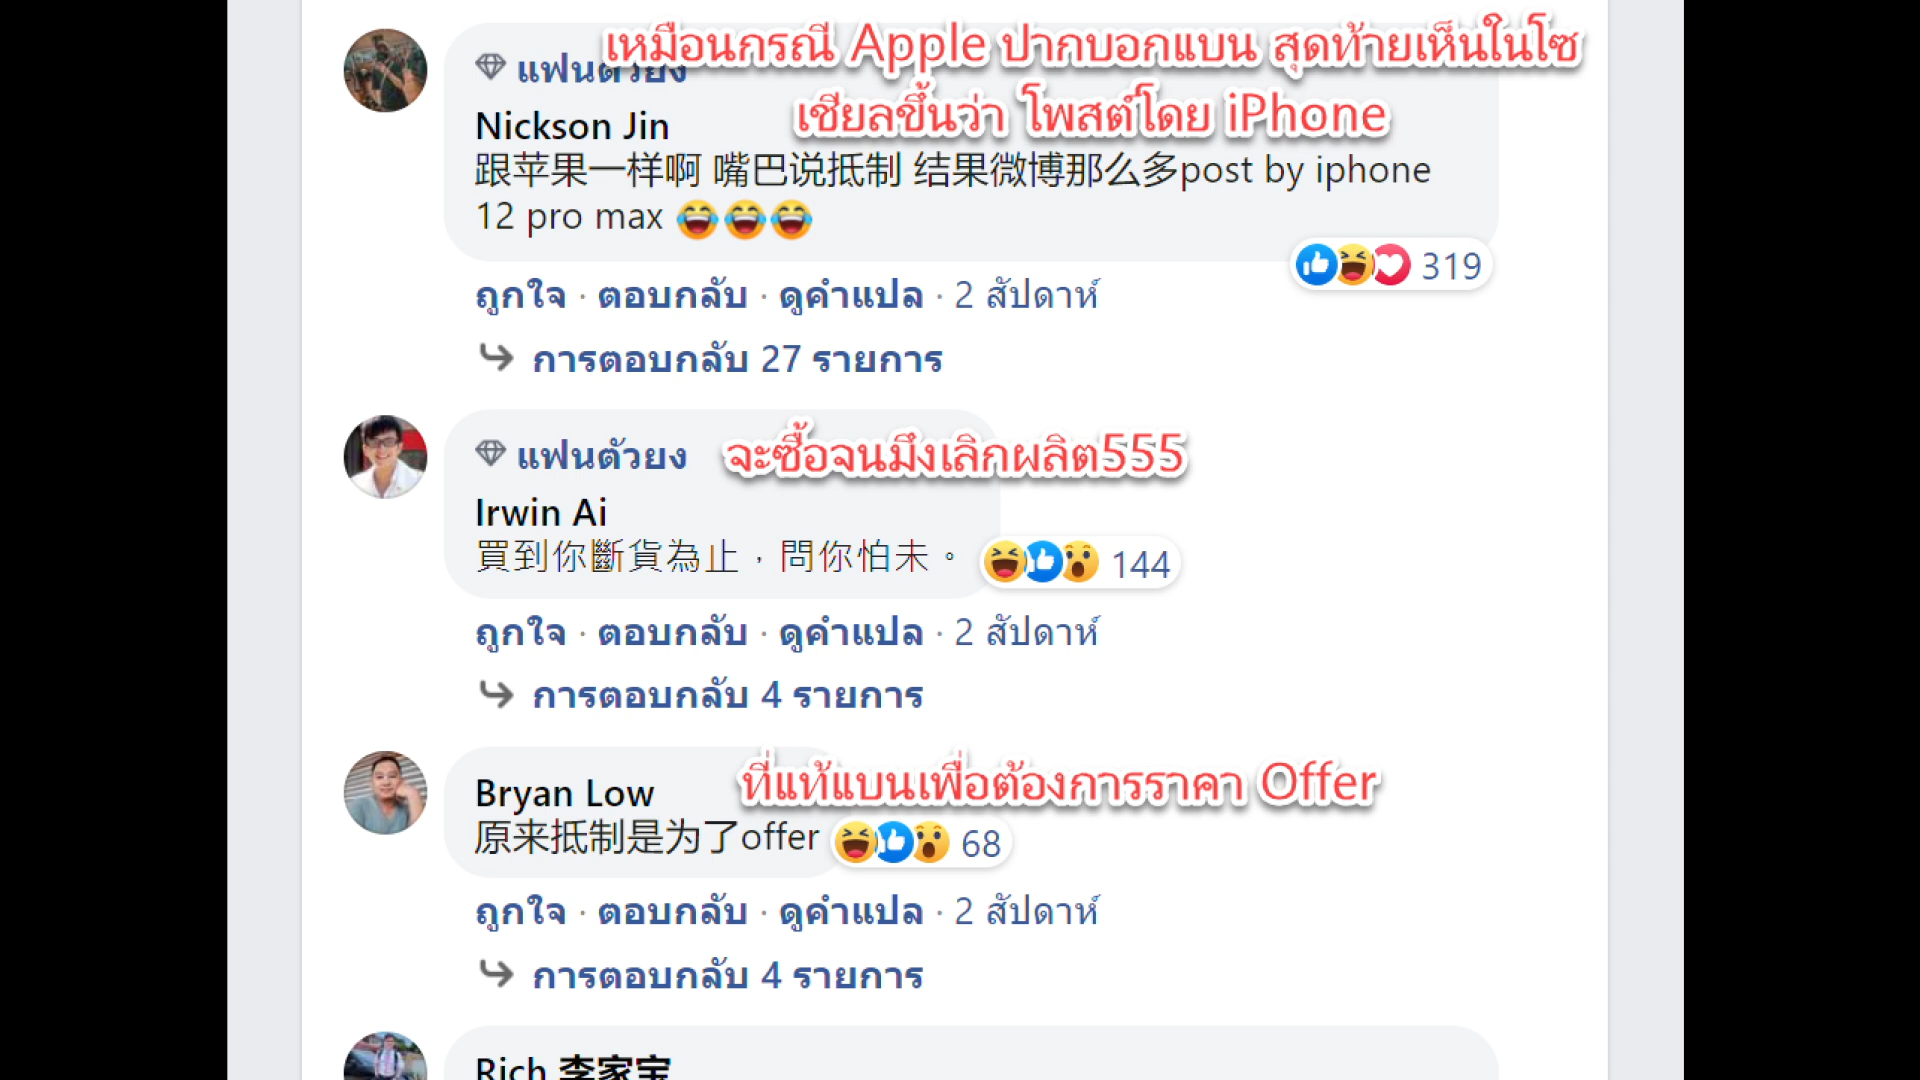 เหมือนกรณี Apple ปากบอกแบน สุดท้ายเห็นในโซ
แฟนตัวยง
เชียลขึ้นว่า โพสต์โดย iPhone
Nickson Jin
跟苹果一样啊 嘴巴说抵制 结果微博那么多post by iphone
12 pro max 😂😂😂
319
ถูกใจ · ตอบกลับ · ดูคำแปล · 2 สัปดาห์
การตอบกลับ 27 รายการ
แฟนตัวยง
จะซื้อจนมึงเลิกผลิต555
Irwin Ai
買到你斷貨為止，問你怕未。
144
ถูกใจ · ตอบกลับ · ดูคำแปล · 2 สัปดาห์
การตอบกลับ 4 รายการ
ที่แท้แบนเพื่อต้องการราคา Offer
Bryan Low
原来抵制是为了offer
68
ถูกใจ · ตอบกลับ · ดูคำแปล · 2 สัปดาห์
การตอบกลับ 4 รายการ
Rich 李家宝